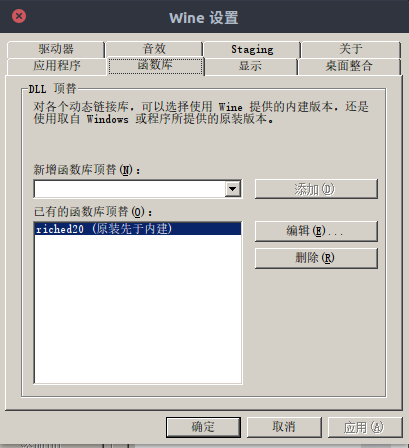 Wine 设置
驱动器 音效 Staging 关于
应用程序 函数库 显示 桌面整合
DLL 顶替
对各个动态链接库，可以选择使用 Wine 提供的内建版本，还是
使用取自 Windows 或程序所提供的原装版本。
新增函数库顶替(N)：
添加(D)
已有的函数库顶替(O)：
riched20 (原装先于内建)
编辑(E)...
删除(R)
确定 取消 应用(A)